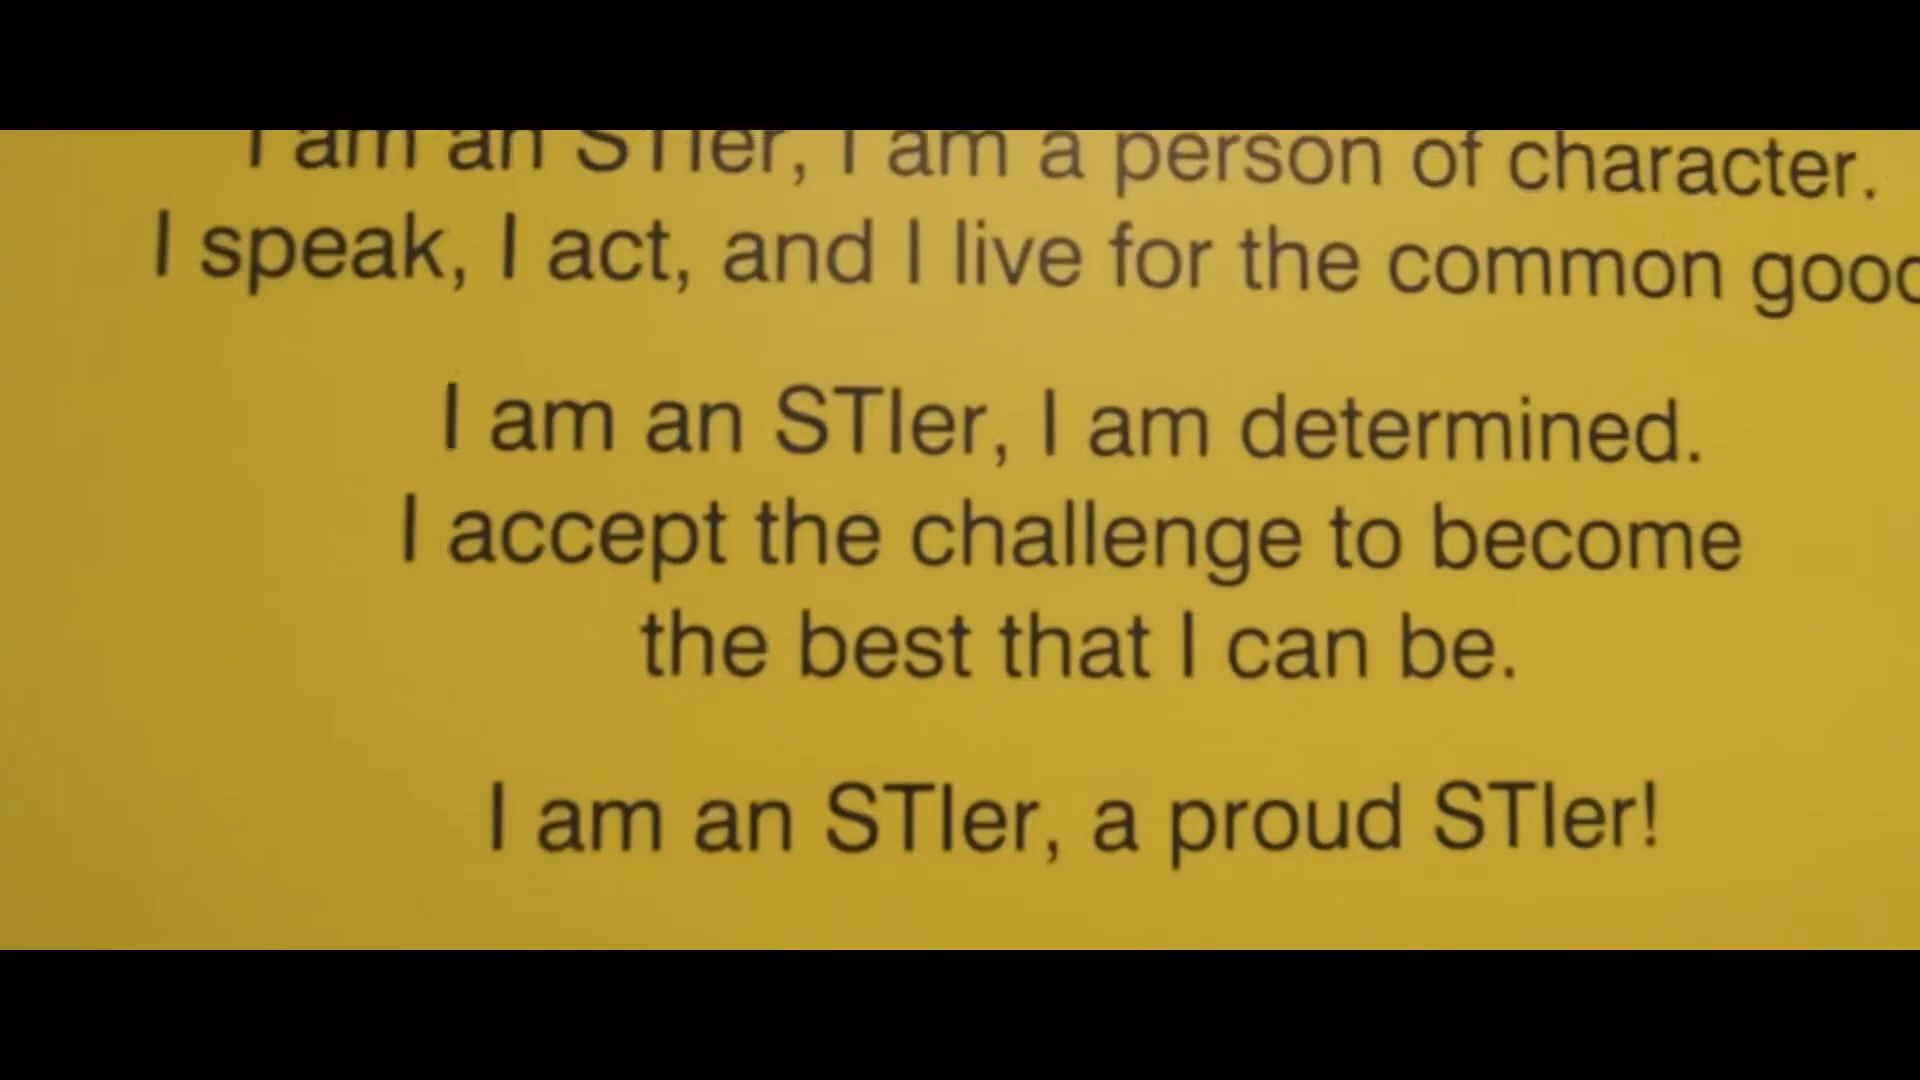 I am an STIer, I am a person of character.
I speak, I act, and I live for the common good
I am an STIer, I am determined.
I accept the challenge to become
the best that I can be.
I am an STIer, a proud STIer!